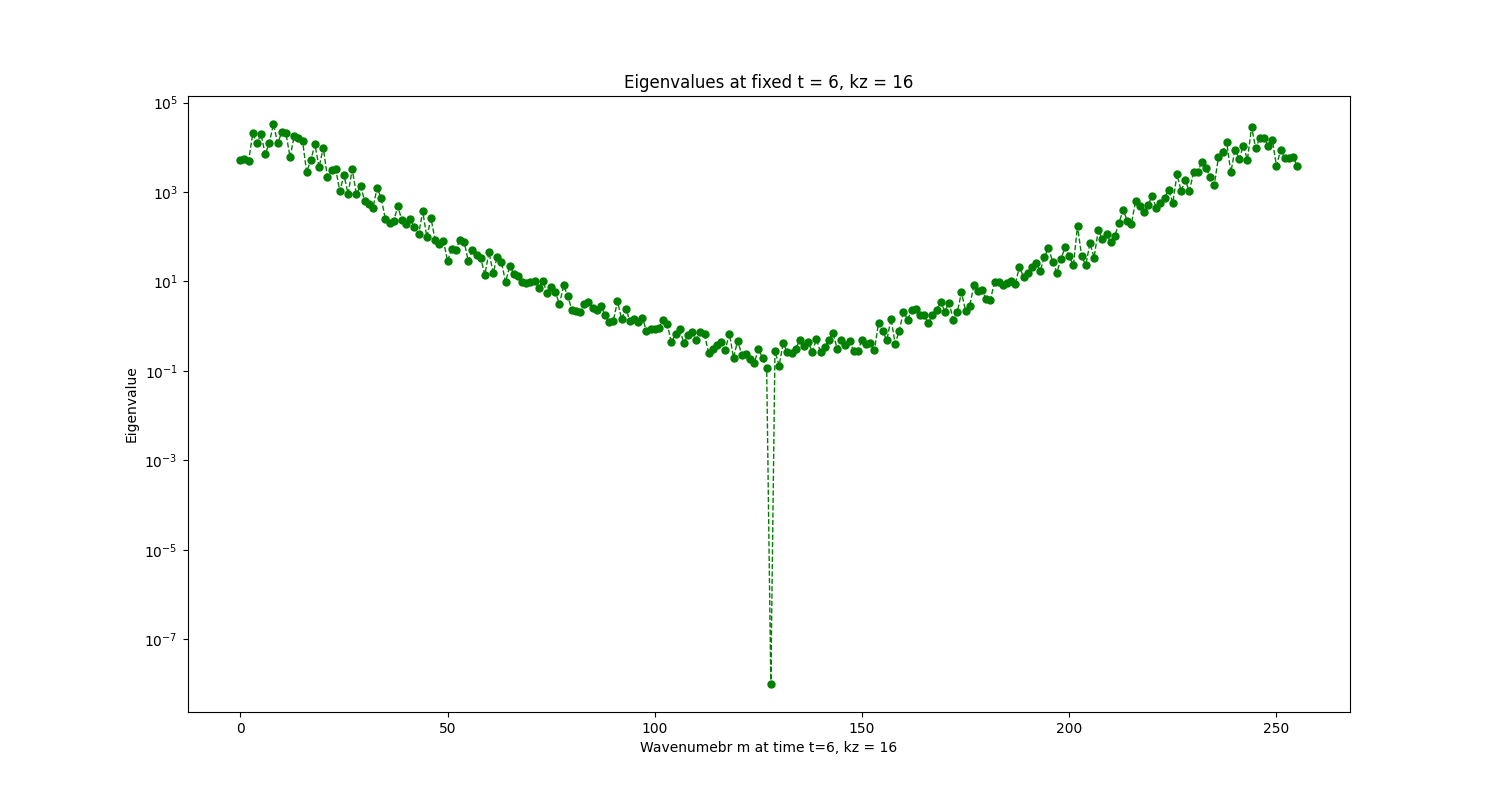 Eigenvalues at fixed t = 6, kz = 16
10^5
10^3
10^1
10^-1
10^-3
10^-5
10^-7
Eigenvalue
0 50 100 150 200 250
Wavenumebr m at time t=6, kz = 16